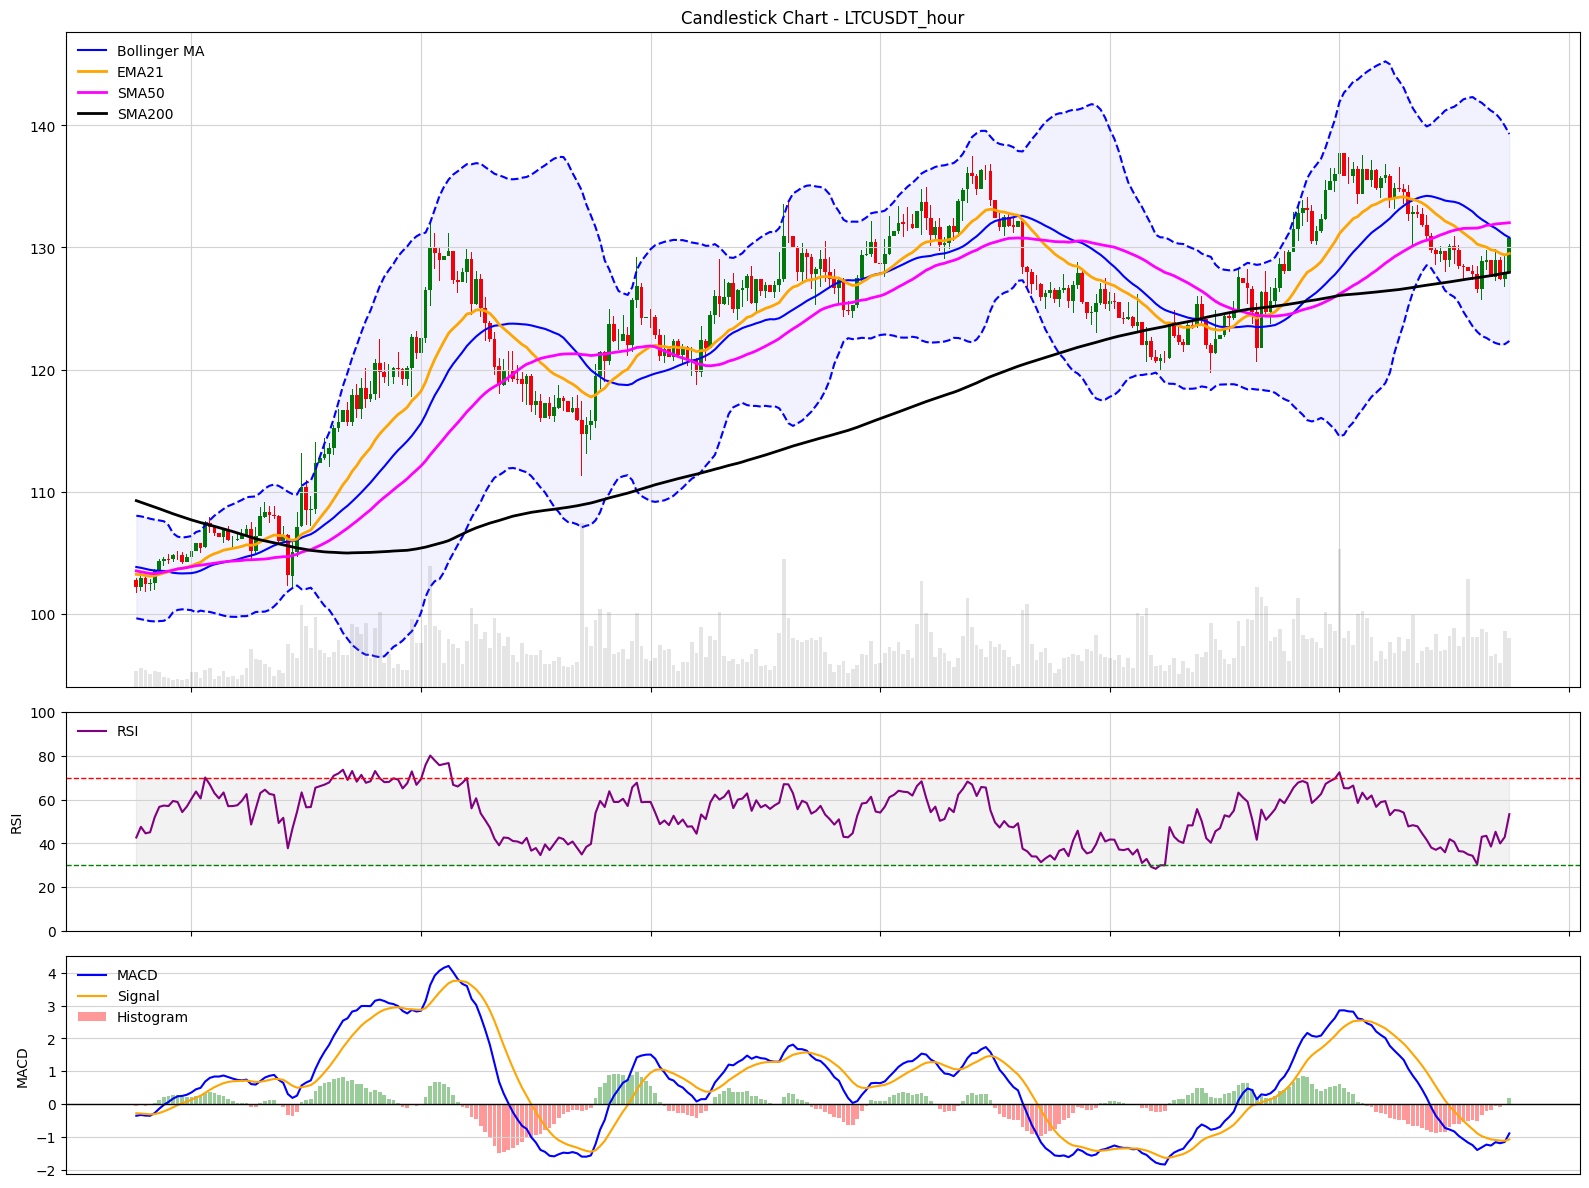 Candlestick Chart - LTCUSDT_hour
Bollinger MA
EMA21
SMA50
SMA200
140
130
120
110
100
RSI
100
80
60
40
20
0
RSI
MACD
Signal
Histogram
4
3
2
1
0
−1
−2
MACD